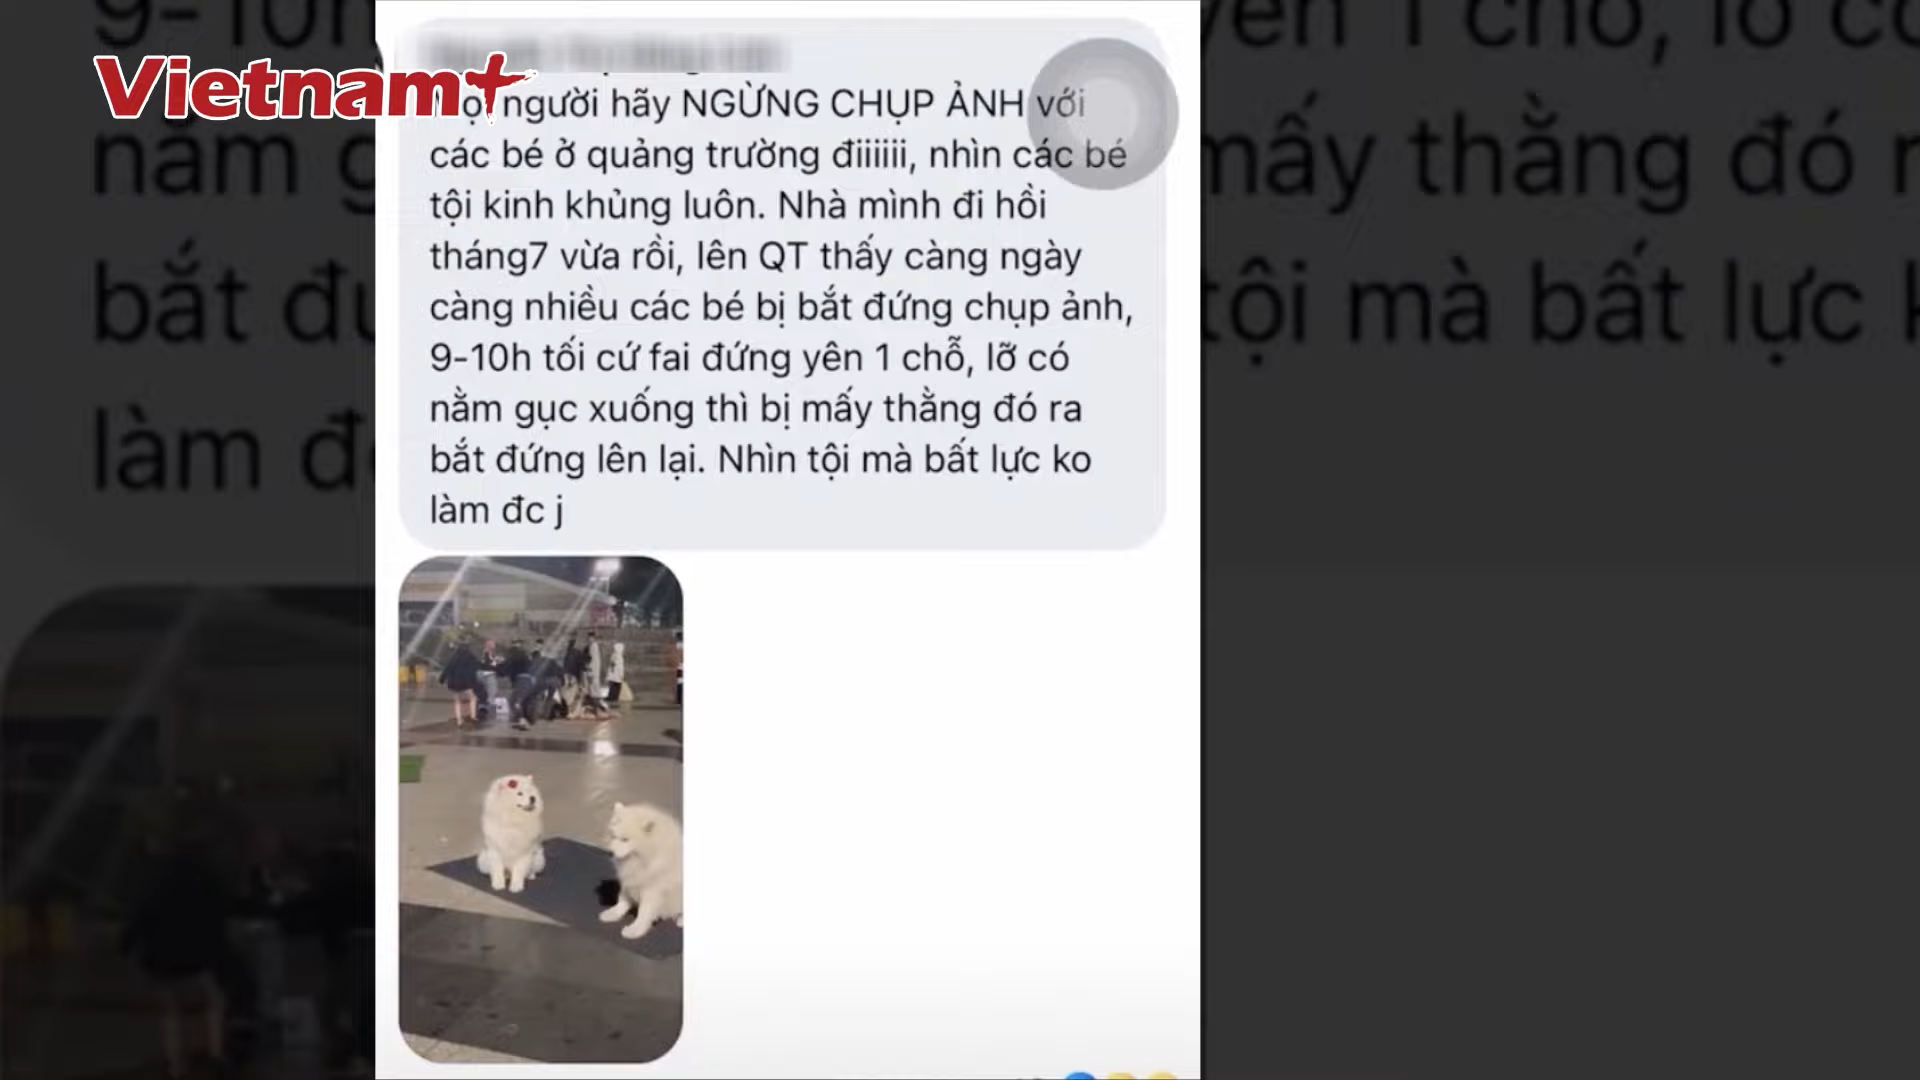 Vietnam+
người hãy NGỪNG CHỤP ẢNH với
các bé ở quảng trường điiiiii, nhìn các bé
tội kinh khủng luôn. Nhà mình đi hồi
tháng7 vừa rồi, lên QT thấy càng ngày
càng nhiều các bé bị bắt đứng chụp ảnh,
9-10h tối cứ fai đứng yên 1 chỗ, lỡ có
nằm gục xuống thì bị mấy thằng đó ra
bắt đứng lên lại. Nhìn tội mà bất lực ko
làm đc j